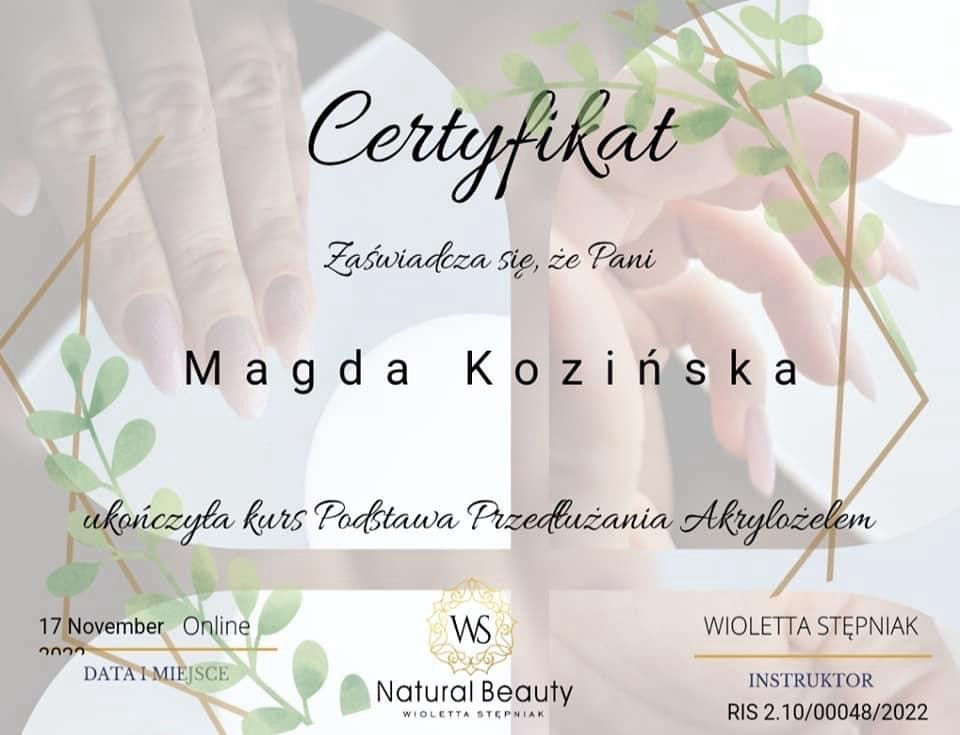 Certyfikat
Zaświadcza się, że Pani
Magda Kozińska
ukończyła kurs Podstawa Przedłużania Akrylożelem
17 November Online
2022
DATA I MIEJSCE
WS
Natural Beauty
WIOLETTA STĘPNIAK
WIOLETTA STĘPNIAK
INSTRUKTOR
RIS 2.10/00048/2022